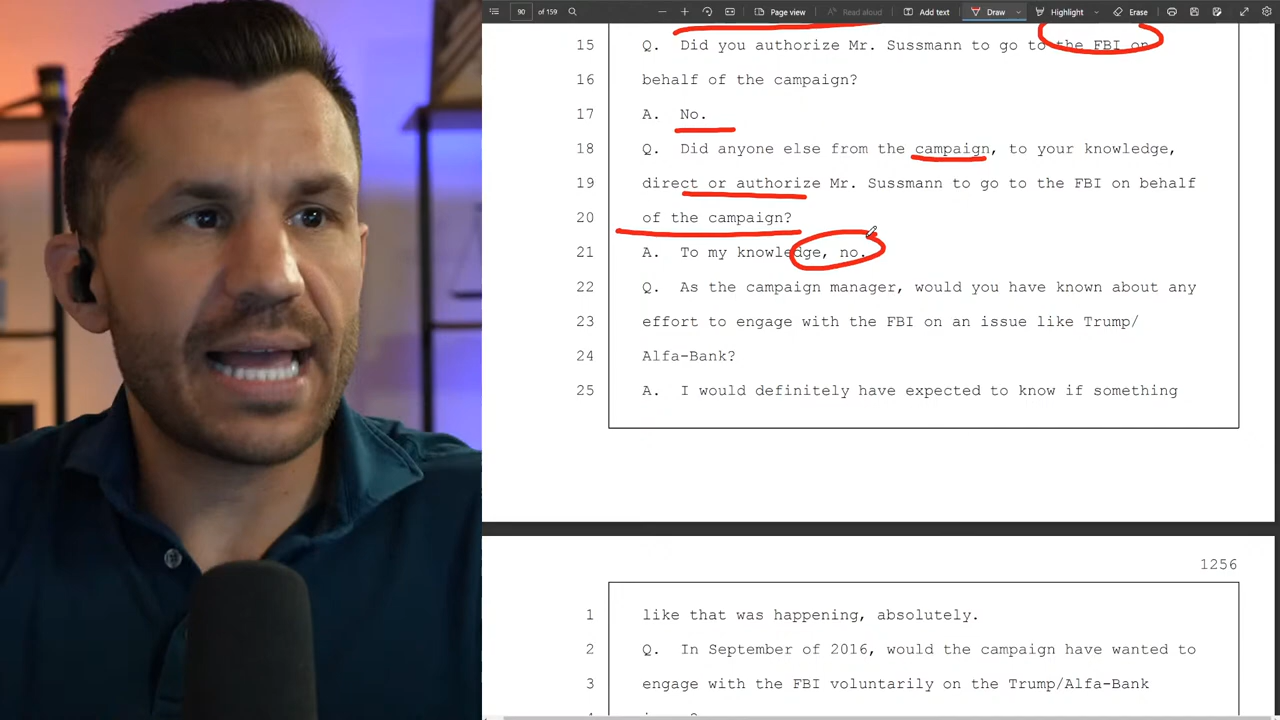 90 of 159 Page view Read aloud Add text Draw Highlight Erase
15 Q. Did you authorize Mr. Sussmann to go to the FBI on
16 behalf of the campaign?
17 A. No.
18 Q. Did anyone else from the campaign, to your knowledge,
19 direct or authorize Mr. Sussmann to go to the FBI on behalf
20 of the campaign?
21 A. To my knowledge, no.
22 Q. As the campaign manager, would you have known about any
23 effort to engage with the FBI on an issue like Trump/
24 Alfa-Bank?
25 A. I would definitely have expected to know if something
1256
1 like that was happening, absolutely.
2 Q. In September of 2016, would the campaign have wanted to
3 engage with the FBI voluntarily on the Trump/Alfa-Bank